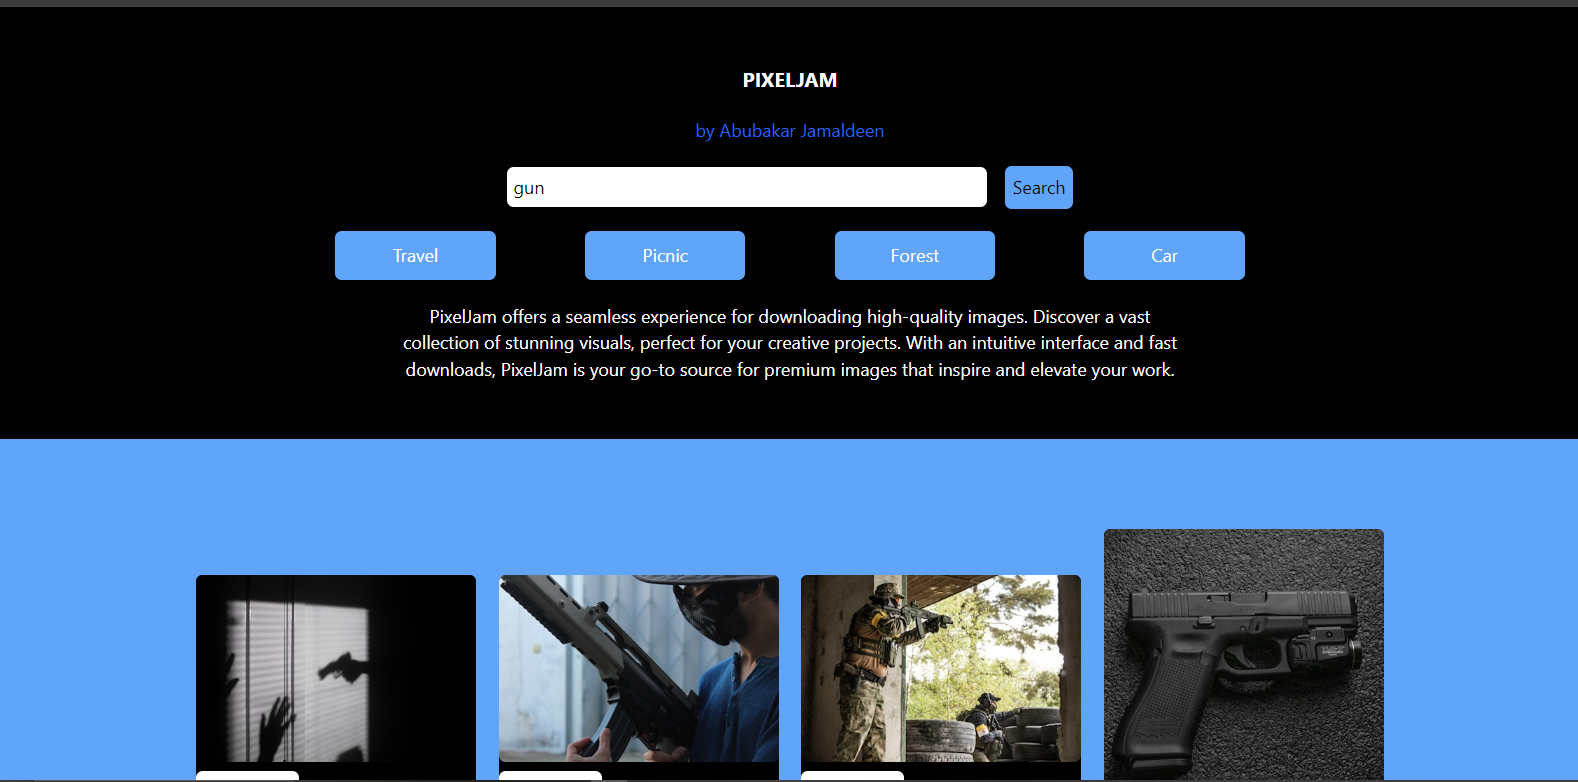 PIXELJAM
by Abubakar Jamaldeen
gun
Search
Travel
Picnic
Forest
Car
PixelJam offers a seamless experience for downloading high-quality images. Discover a vast
collection of stunning visuals, perfect for your creative projects. With an intuitive interface and fast
downloads, PixelJam is your go-to source for premium images that inspire and elevate your work.